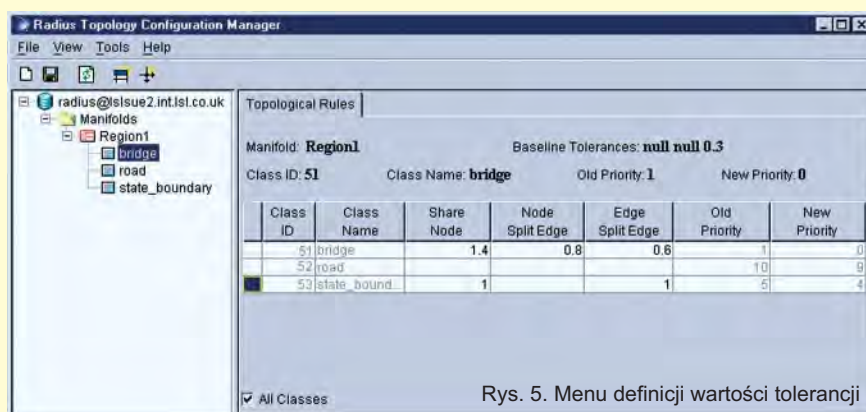 Radius Topology Configuration Manager
File View Tools Help
radius@lslsue2.int.lsl.co.uk
Manifolds
Region1
bridge
road
state_boundary
Topological Rules
Manifold: Region1 Baseline Tolerances: null null 0.3
Class ID: 51 Class Name: bridge Old Priority: 1 New Priority: 0
Class ID Class Name Share Node Node Split Edge Edge Split Edge Old Priority New Priority
51 bridge 1.4 0.8 0.6 1 0
52 road 10 9
53 state_bound... 1 1 5 4
All Classes
Rys. 5. Menu definicji wartości tolerancji